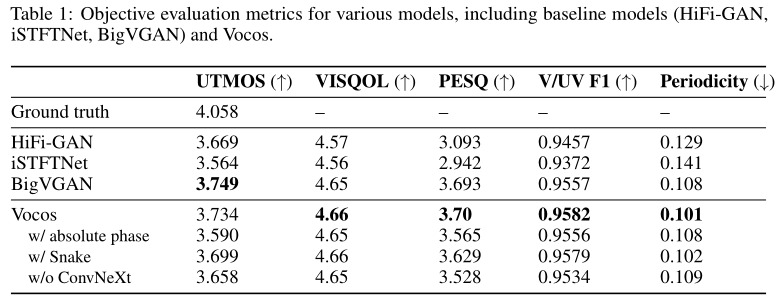 Table 1: Objective evaluation metrics for various models, including baseline models (HiFi-GAN,
iSTFTNet, BigVGAN) and Vocos.
UTMOS (↑) VISQOL (↑) PESQ (↑) V/UV F1 (↑) Periodicity (↓)
Ground truth 4.058 – – – –
HiFi-GAN 3.669 4.57 3.093 0.9457 0.129
iSTFTNet 3.564 4.56 2.942 0.9372 0.141
BigVGAN 3.749 4.65 3.693 0.9557 0.108
Vocos 3.734 4.66 3.70 0.9582 0.101
w/ absolute phase 3.590 4.65 3.565 0.9556 0.108
w/ Snake 3.699 4.66 3.629 0.9579 0.102
w/o ConvNeXt 3.658 4.65 3.528 0.9534 0.109